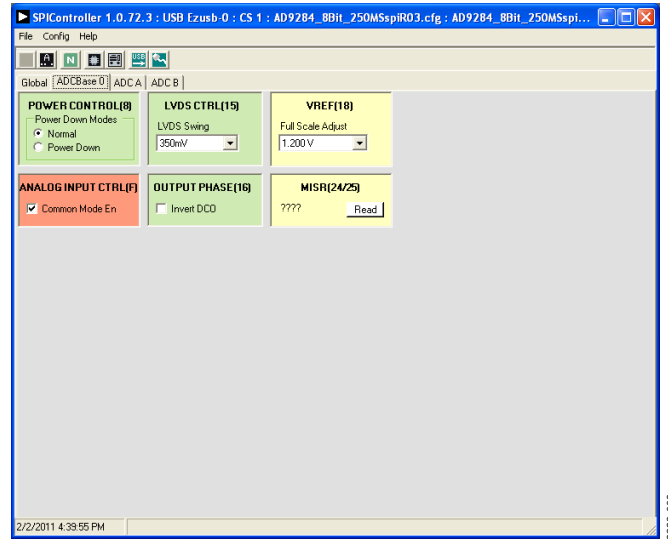 SPIController 1.0.72.3 : USB Ezusb-0 : CS 1 : AD9284_8Bit_250MSspiR03.cfg : AD9284_8Bit_250MSspi...
File Config Help
Global ADCBase 0 ADC A ADC B
POWER CONTROL(8)
Power Down Modes
Normal
Power Down
LVDS CTRL(15)
LVDS Swing
350mV
VREF(18)
Full Scale Adjust
1.200 V
ANALOG INPUT CTRL(F)
Common Mode En
OUTPUT PHASE(16)
Invert DCO
MISR(24/25)
???? Read
2/2/2011 4:39:55 PM